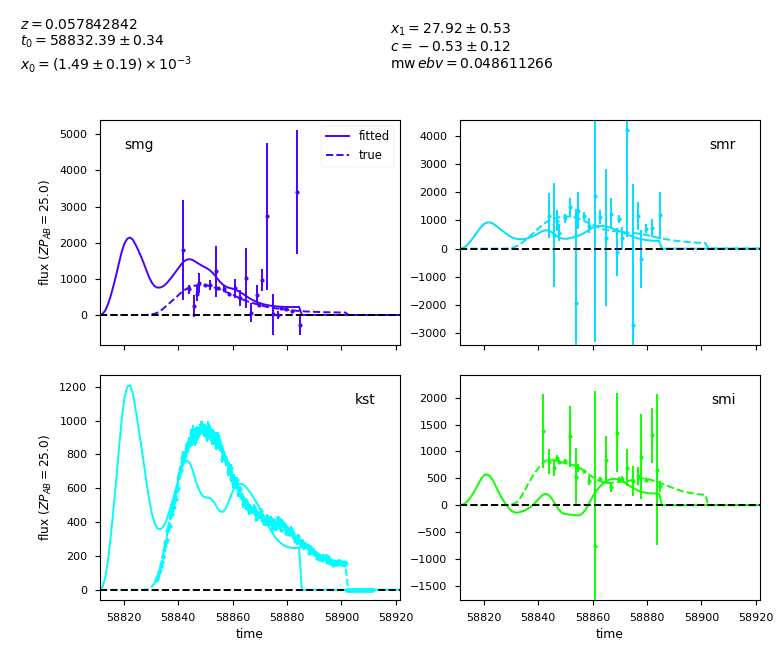 z = 0.057842842
t₀ = 58832.39 ± 0.34
x₀ = (1.49 ± 0.19) × 10⁻³
x₁ = 27.92 ± 0.53
c = −0.53 ± 0.12
mw ebv = 0.048611266
smg
fitted
true
flux (ZP_AB = 25.0)
5000
4000
3000
2000
1000
0
smr
4000
3000
2000
1000
0
−1000
−2000
−3000
kst
flux (ZP_AB = 25.0)
1200
1000
800
600
400
200
0
58820 58840 58860 58880 58900 58920
time
smi
2000
1500
1000
500
0
−500
−1000
−1500
58820 58840 58860 58880 58900 58920
time